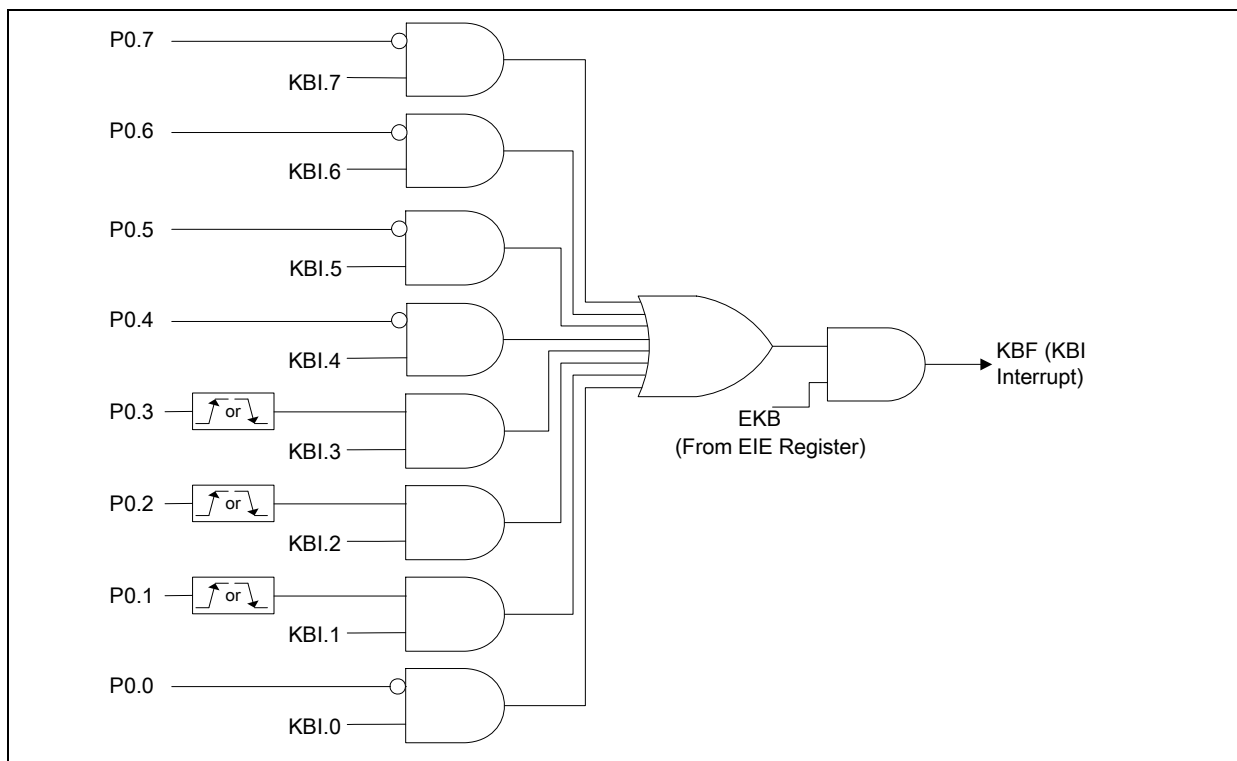 P0.7
KBI.7
P0.6
KBI.6
P0.5
KBI.5
P0.4
KBI.4
P0.3
or
KBI.3
P0.2
or
KBI.2
P0.1
or
KBI.1
P0.0
KBI.0
EKB
(From EIE Register)
KBF (KBI
Interrupt)